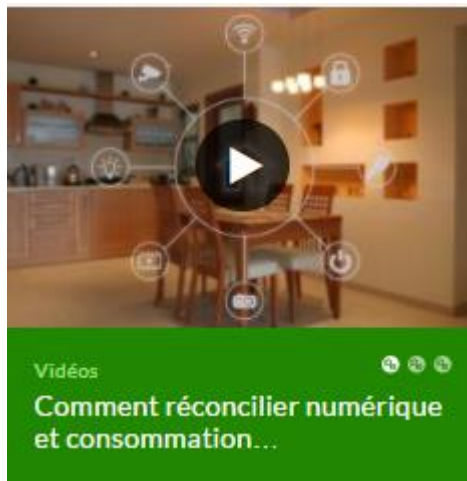 Vidéos
Comment réconcilier numérique
et consommation…